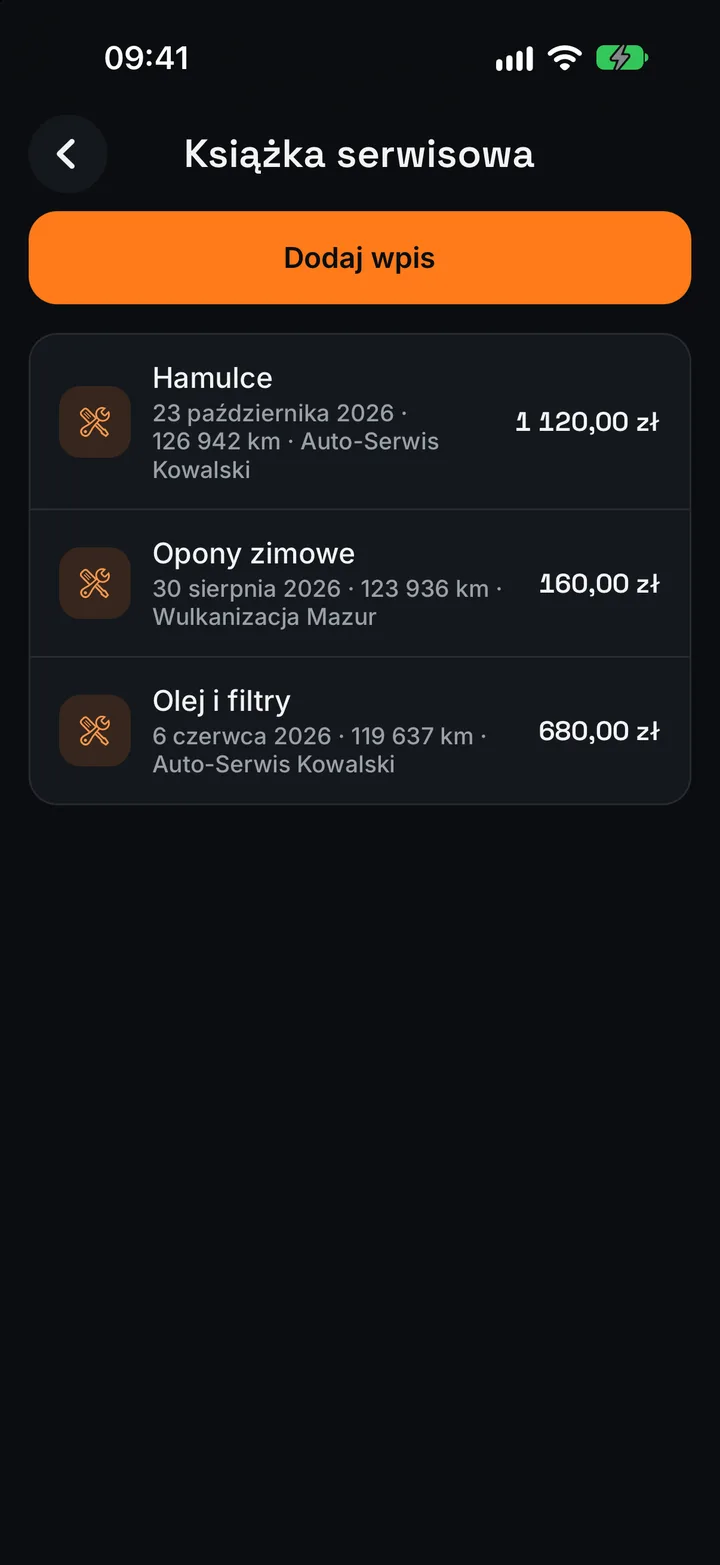 09:41
Książka serwisowa
Dodaj wpis
Hamulce
23 października 2026 ·
126 942 km · Auto-Serwis
Kowalski
1 120,00 zł
Opony zimowe
30 sierpnia 2026 · 123 936 km ·
Wulkanizacja Mazur
160,00 zł
Olej i filtry
6 czerwca 2026 · 119 637 km ·
Auto-Serwis Kowalski
680,00 zł